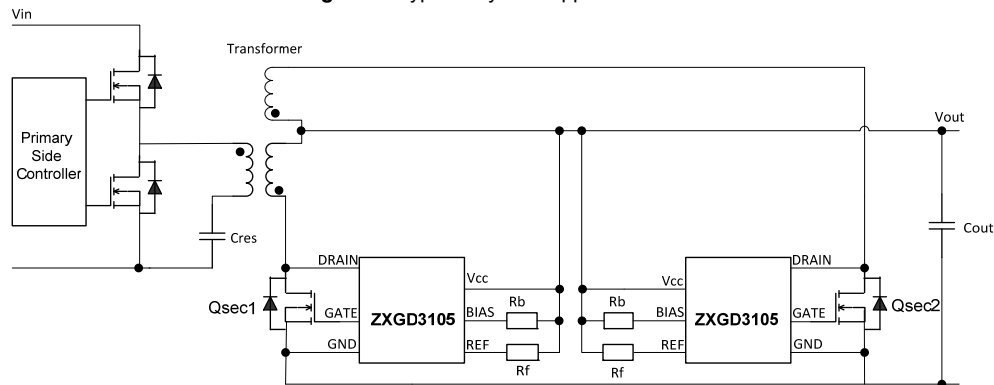 Vin
Transformer
Primary
Side
Controller
Vout
Cres
Cout
DRAIN
Vcc
Qsec1
GATE
ZXGD3105
BIAS
Rb
GND
REF
Rf
DRAIN
Vcc
Rb
BIAS
ZXGD3105
GATE
Qsec2
REF
GND
Rf